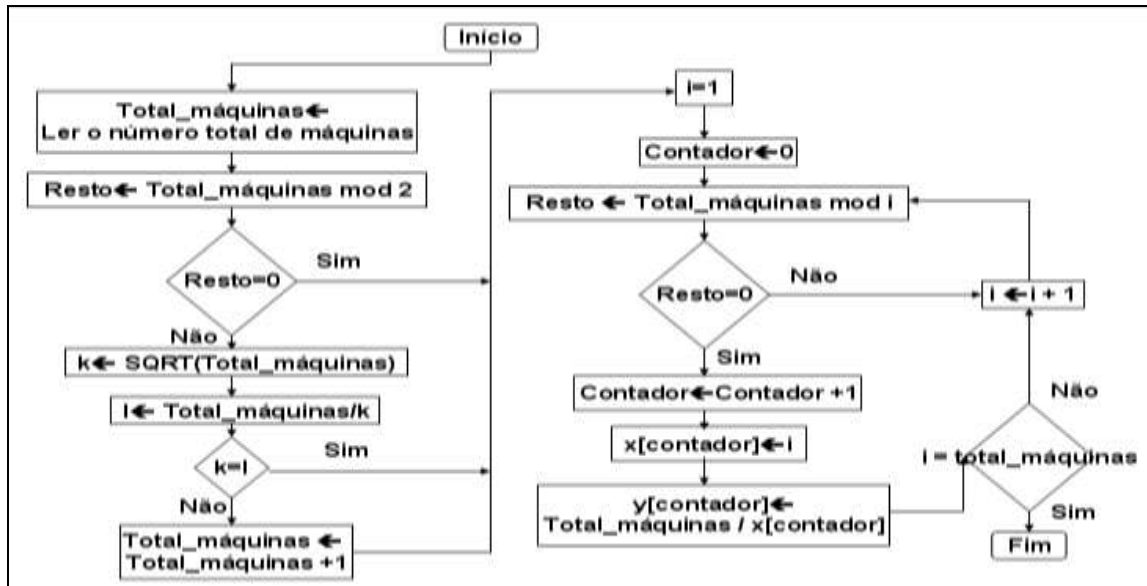 Início
Total_máquinas←
Ler o número total de máquinas
Resto← Total_máquinas mod 2
Resto=0
Sim
Não
k← SQRT(Total_máquinas)
l← Total_máquinas/k
k=l
Sim
Não
Total_máquinas ←
Total_máquinas +1
i=1
Contador←0
Resto ← Total_máquinas mod i
Resto=0
Não
i ←i + 1
Sim
Contador←Contador +1
x[contador]←i
y[contador]←
Total_máquinas / x[contador]
i = total_máquinas
Não
Sim
Fim